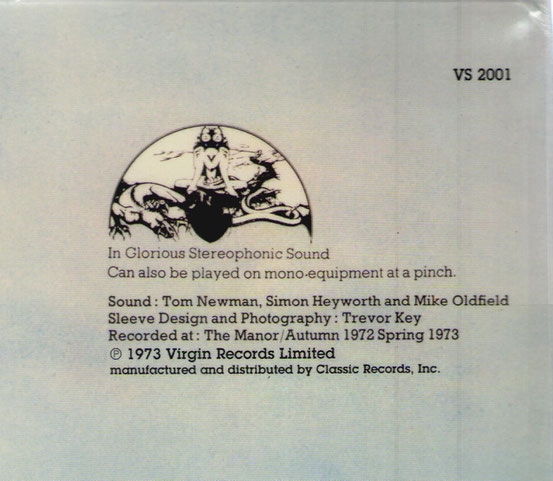 VS 2001
In Glorious Stereophonic Sound
Can also be played on mono-equipment at a pinch.
Sound : Tom Newman, Simon Heyworth and Mike Oldfield
Sleeve Design and Photography : Trevor Key
Recorded at : The Manor/Autumn 1972 Spring 1973
℗ 1973 Virgin Records Limited
manufactured and distributed by Classic Records, Inc.